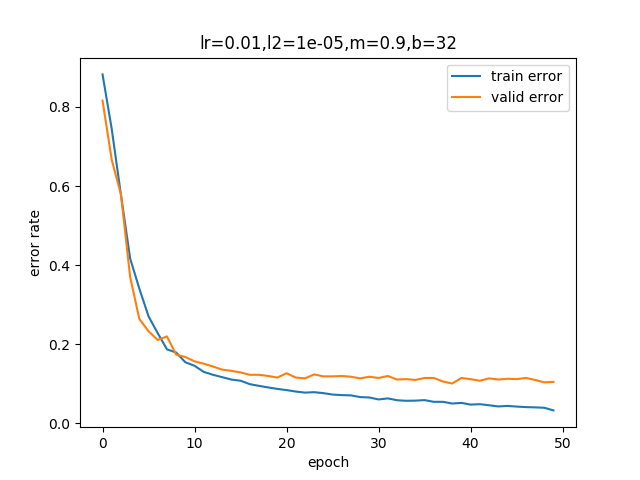 lr=0.01,l2=1e-05,m=0.9,b=32
train error
valid error
error rate
0.8
0.6
0.4
0.2
0.0
0 10 20 30 40 50
epoch